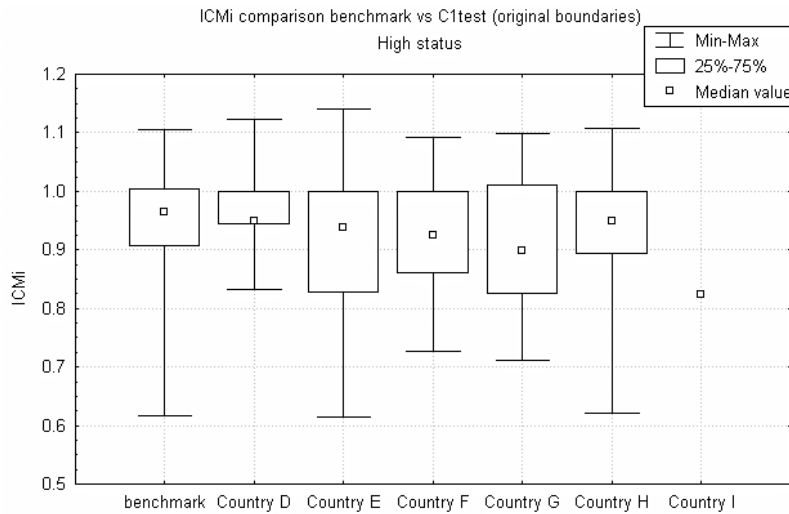 ICMi comparison benchmark vs C1test (original boundaries)
High status
Min-Max
25%-75%
Median value
1.2
1.1
1.0
0.9
0.8
0.7
0.6
0.5
ICMi
benchmark Country D Country E Country F Country G Country H Country I